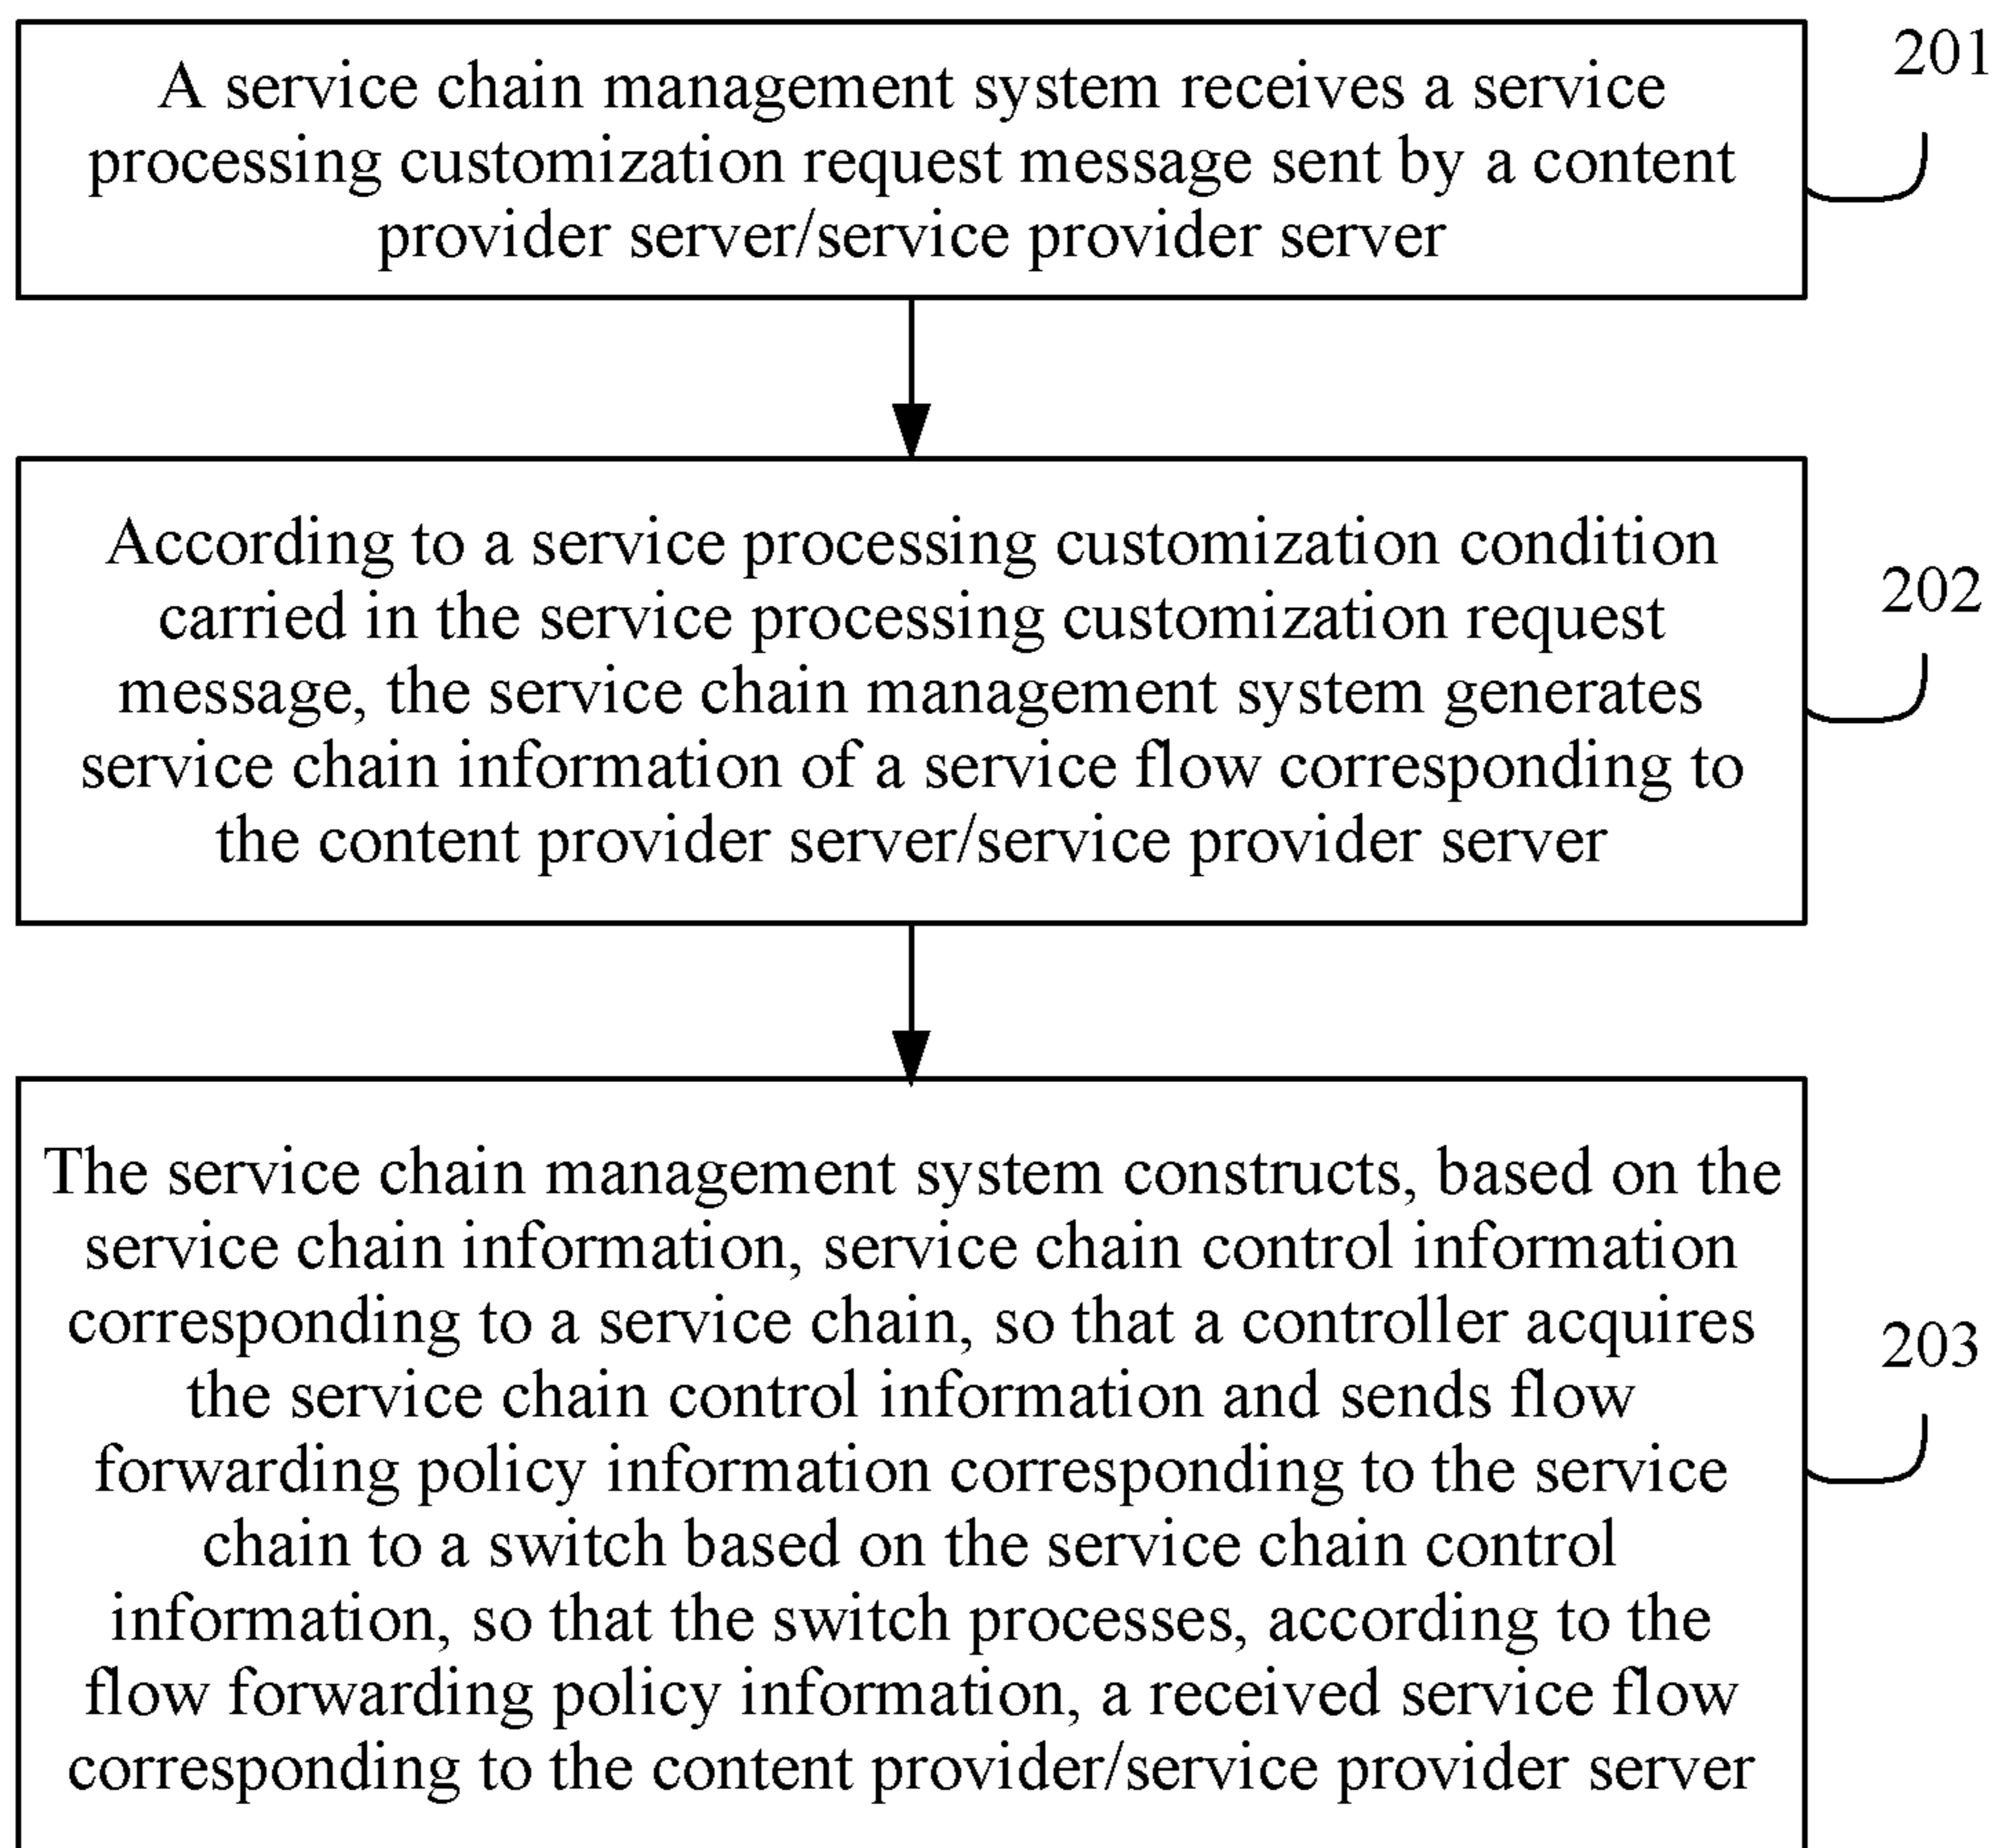 A service chain management system receives a service
processing customization request message sent by a content
provider server/service provider server
201
According to a service processing customization condition
carried in the service processing customization request
message, the service chain management system generates
service chain information of a service flow corresponding to
the content provider server/service provider server
202
The service chain management system constructs, based on the
service chain information, service chain control information
corresponding to a service chain, so that a controller acquires
the service chain control information and sends flow
forwarding policy information corresponding to the service
chain to a switch based on the service chain control
information, so that the switch processes, according to the
flow forwarding policy information, a received service flow
corresponding to the content provider/service provider server
203